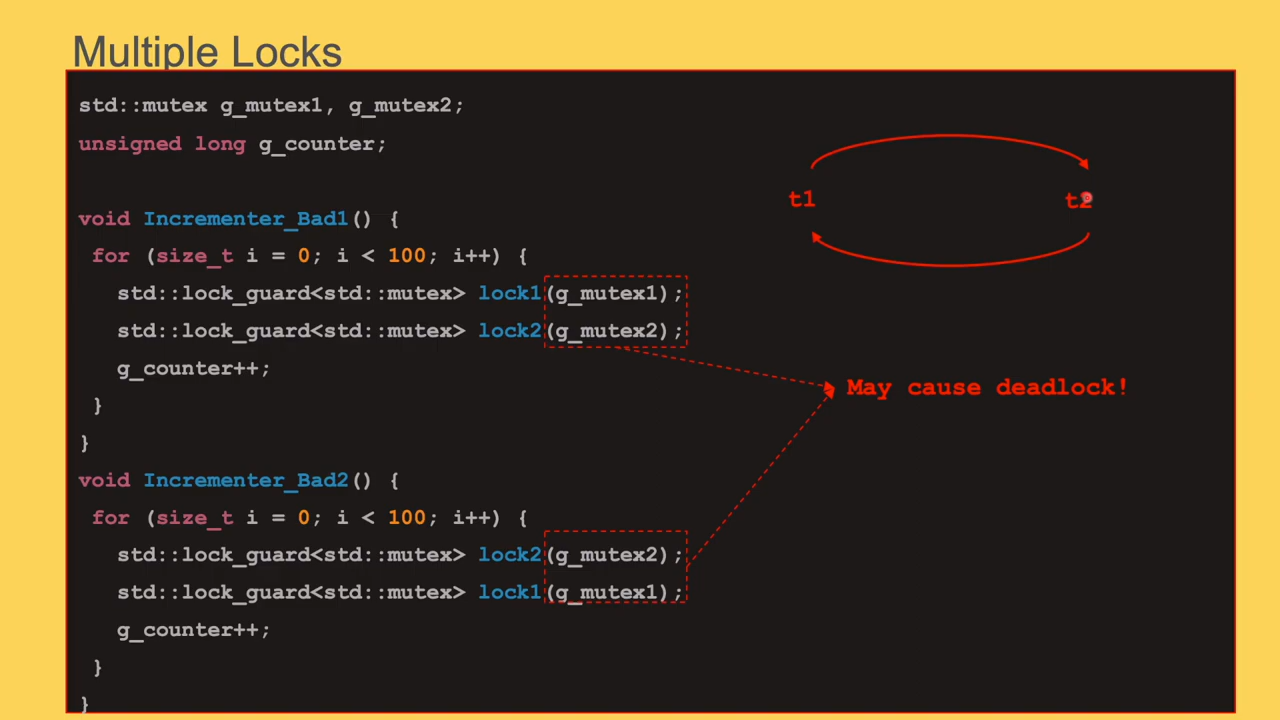 Multiple Locks
std::mutex g_mutex1, g_mutex2;
unsigned long g_counter;
void Incrementer_Bad1() {
for (size_t i = 0; i < 100; i++) {
std::lock_guard<std::mutex> lock1(g_mutex1);
std::lock_guard<std::mutex> lock2(g_mutex2);
g_counter++;
}
}
void Incrementer_Bad2() {
for (size_t i = 0; i < 100; i++) {
std::lock_guard<std::mutex> lock2(g_mutex2);
std::lock_guard<std::mutex> lock1(g_mutex1);
g_counter++;
}
}
t1
t2
May cause deadlock!